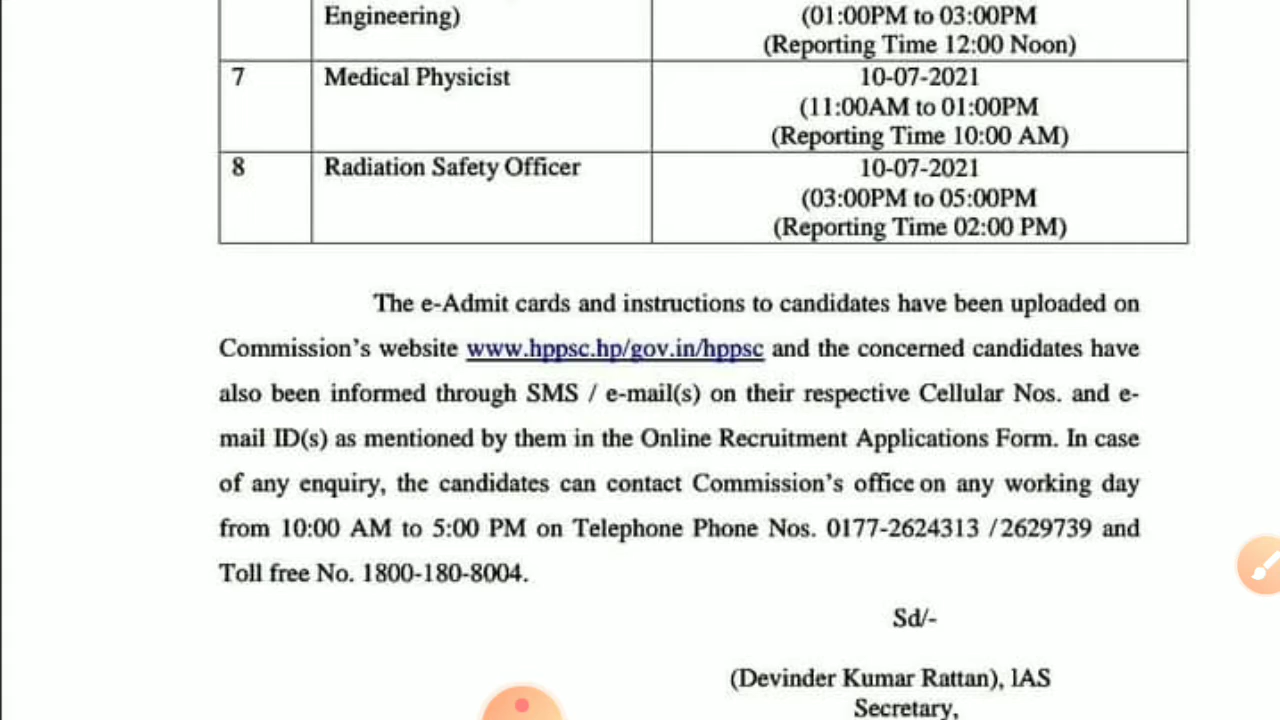 Engineering) (01:00PM to 03:00PM
(Reporting Time 12:00 Noon)
7 Medical Physicist 10-07-2021
(11:00AM to 01:00PM
(Reporting Time 10:00 AM)
8 Radiation Safety Officer 10-07-2021
(03:00PM to 05:00PM
(Reporting Time 02:00 PM)
The e-Admit cards and instructions to candidates have been uploaded on
Commission's website www.hppsc.hp/gov.in/hppsc and the concerned candidates have
also been informed through SMS / e-mail(s) on their respective Cellular Nos. and e-
mail ID(s) as mentioned by them in the Online Recruitment Applications Form. In case
of any enquiry, the candidates can contact Commission's office on any working day
from 10:00 AM to 5:00 PM on Telephone Phone Nos. 0177-2624313 /2629739 and
Toll free No. 1800-180-8004.
Sd/-
(Devinder Kumar Rattan), IAS
Secretary,